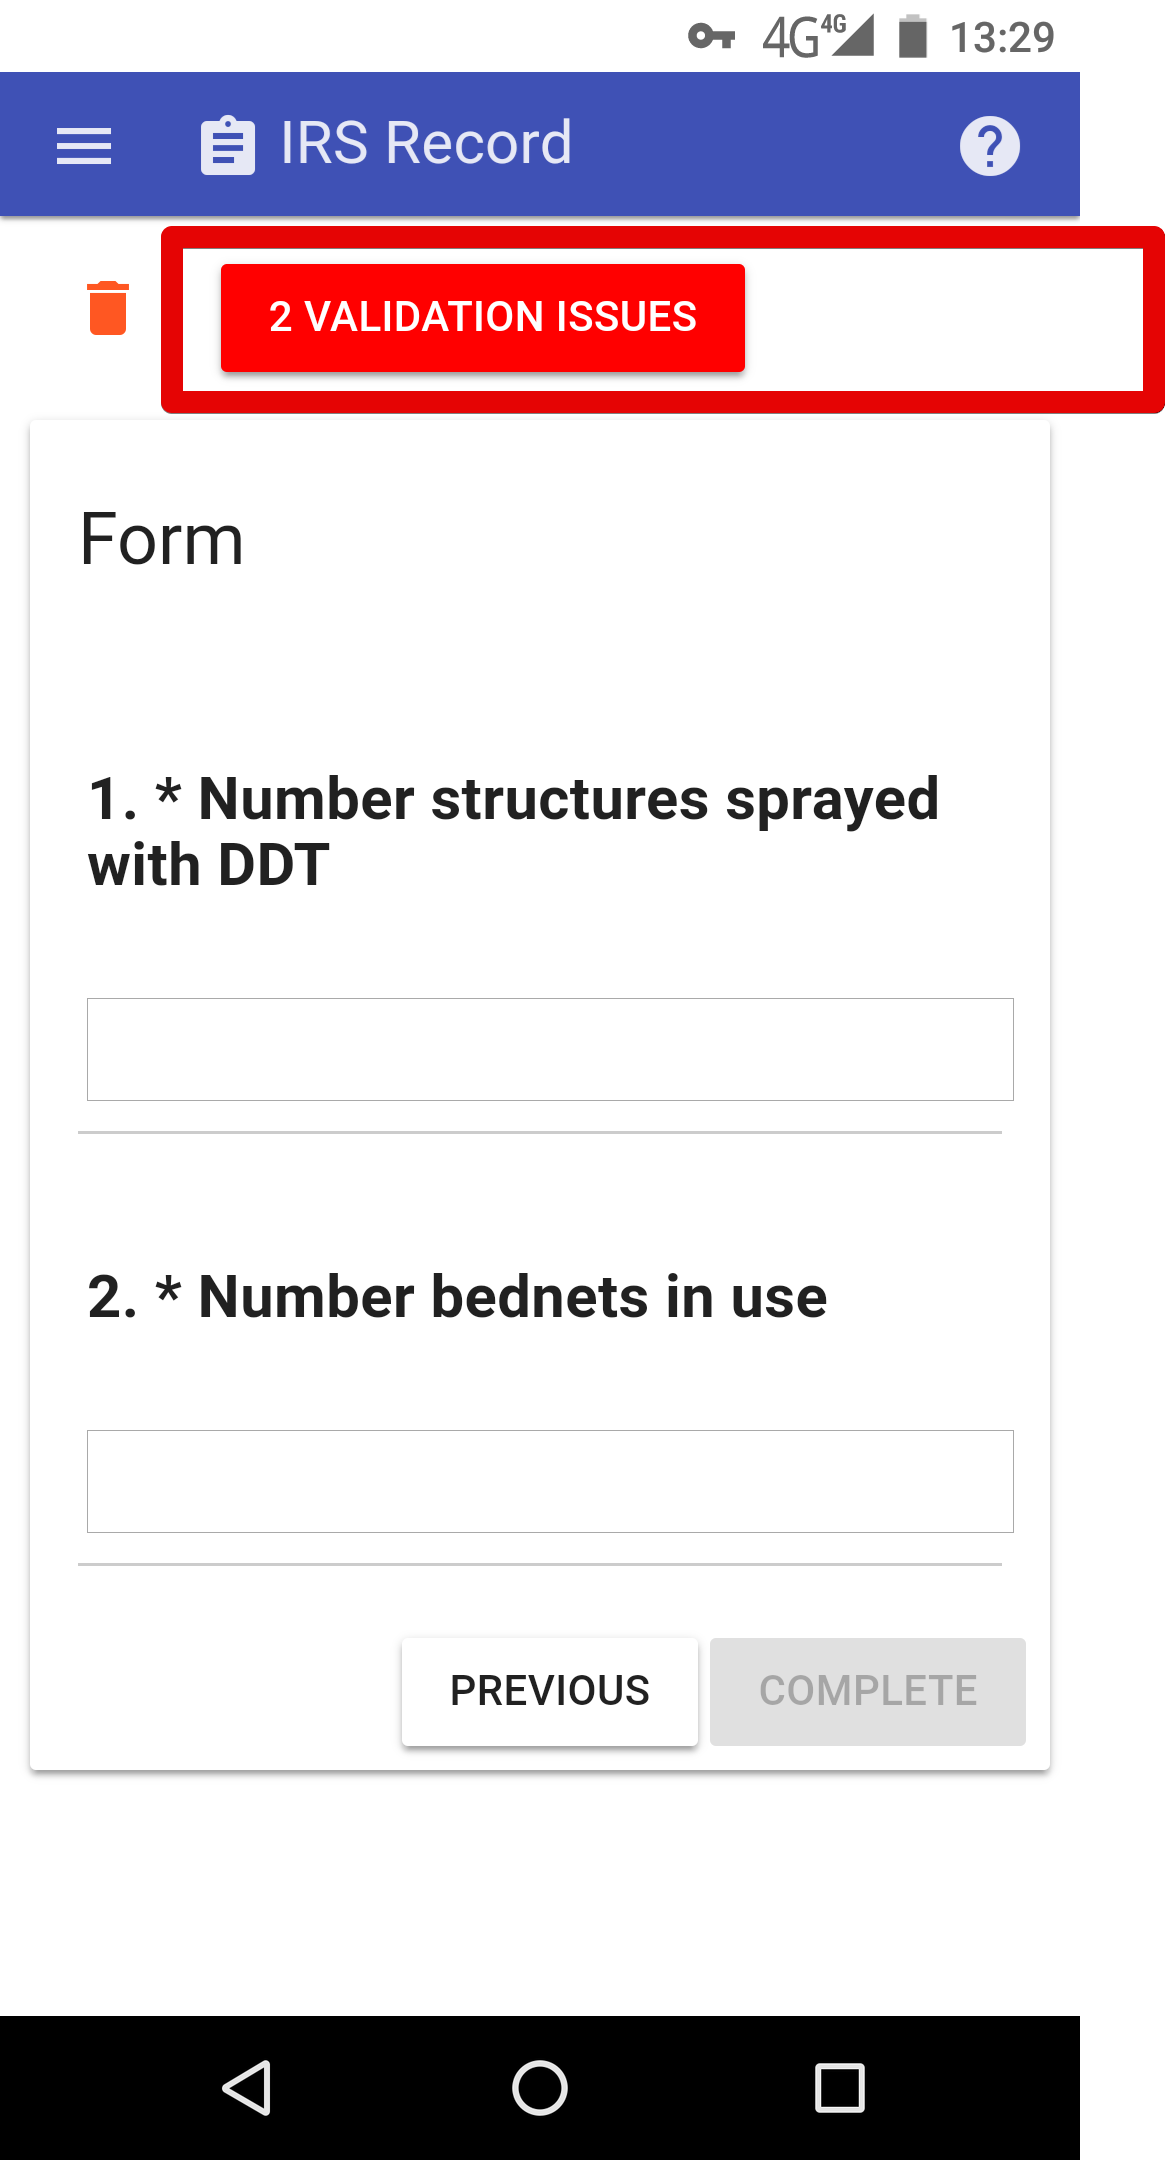 4G 4G 13:29
IRS Record
2 VALIDATION ISSUES
Form
1. * Number structures sprayed
with DDT
2. * Number bednets in use
PREVIOUS COMPLETE